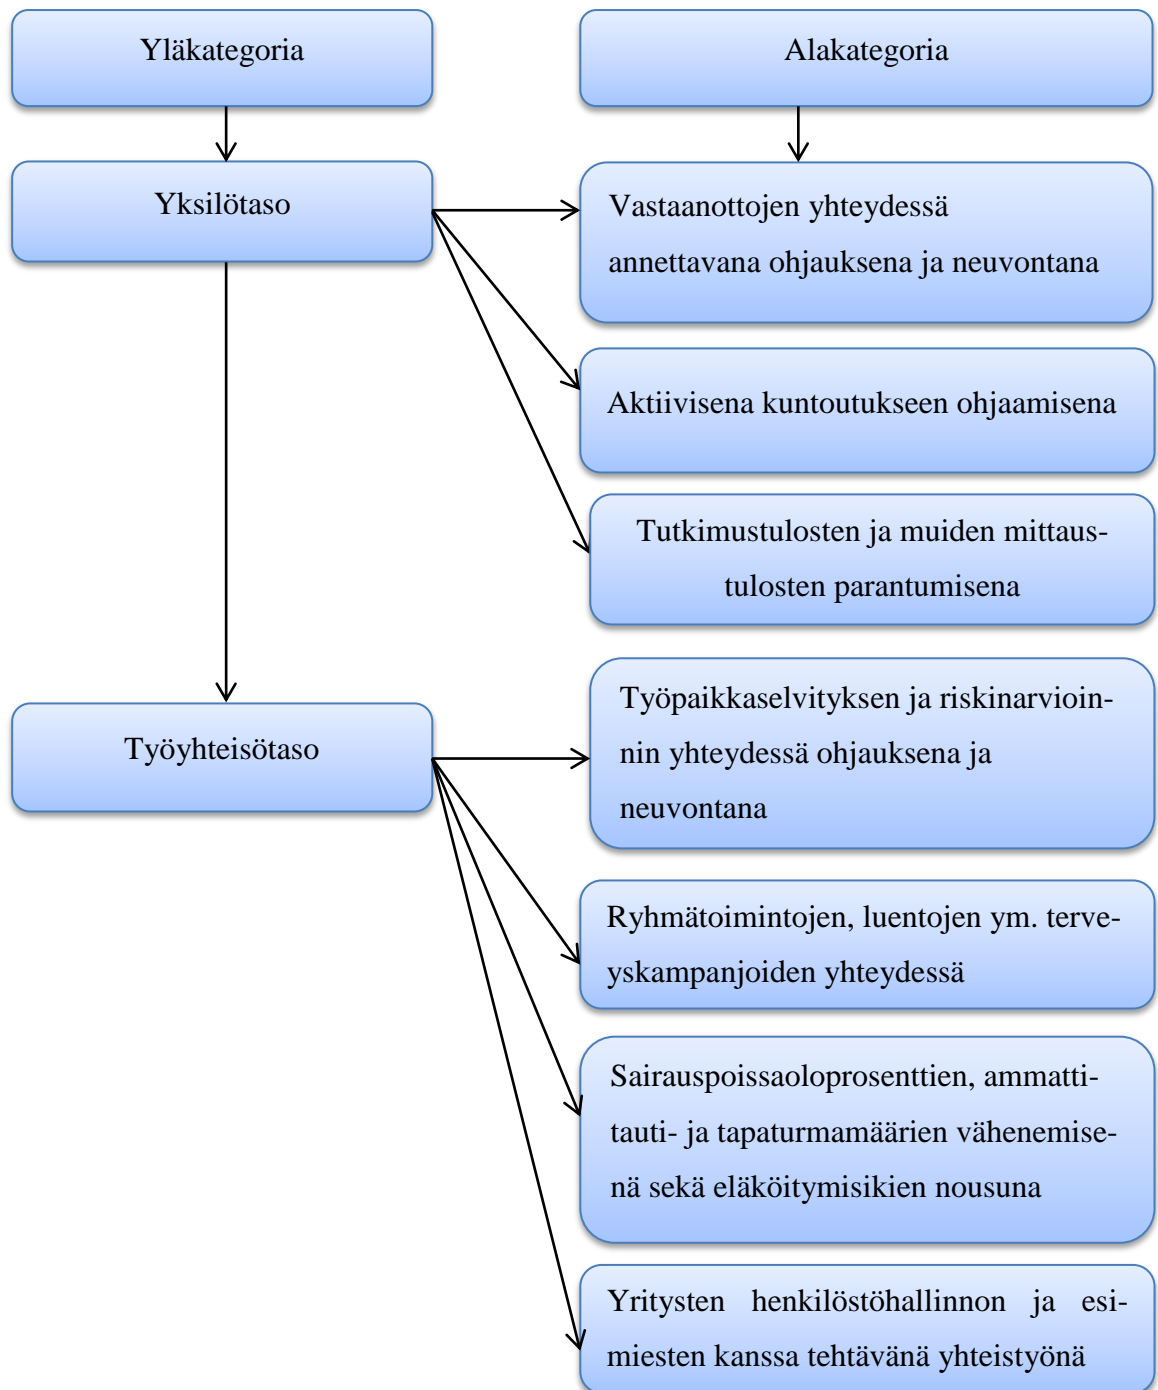 Yläkategoria
Alakategoria
Yksilötaso
Vastaanottojen yhteydessä
annettavana ohjauksena ja neuvontana
Aktiivisena kuntoutukseen ohjaamisena
Tutkimustulosten ja muiden mittaus-
tulosten parantumisena
Työyhteisötaso
Työpaikkaselvityksen ja riskinarvioin-
nin yhteydessä ohjauksena ja
neuvontana
Ryhmätoimintojen, luentojen ym. terve-
yskampanjoiden yhteydessä
Sairauspoissaoloprosenttien, ammatti-
tauti- ja tapaturmamäärien vähenemise-
nä sekä eläköitymisikien nousuna
Yritysten henkilöstöhallinnon ja esi-
miesten kanssa tehtävänä yhteistyönä